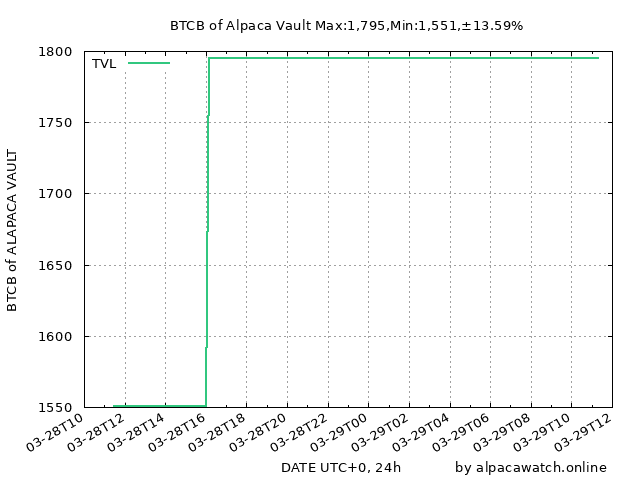 BTCB of Alpaca Vault Max:1,795,Min:1,551,±13.59%
TVL
BTCB of ALAPACA VAULT
1800
1750
1700
1650
1600
1550
03-28T10
03-28T12
03-28T14
03-28T16
03-28T18
03-28T20
03-28T22
03-29T00
03-29T02
03-29T04
03-29T06
03-29T08
03-29T10
03-29T12
DATE UTC+0, 24h
by alpacawatch.online